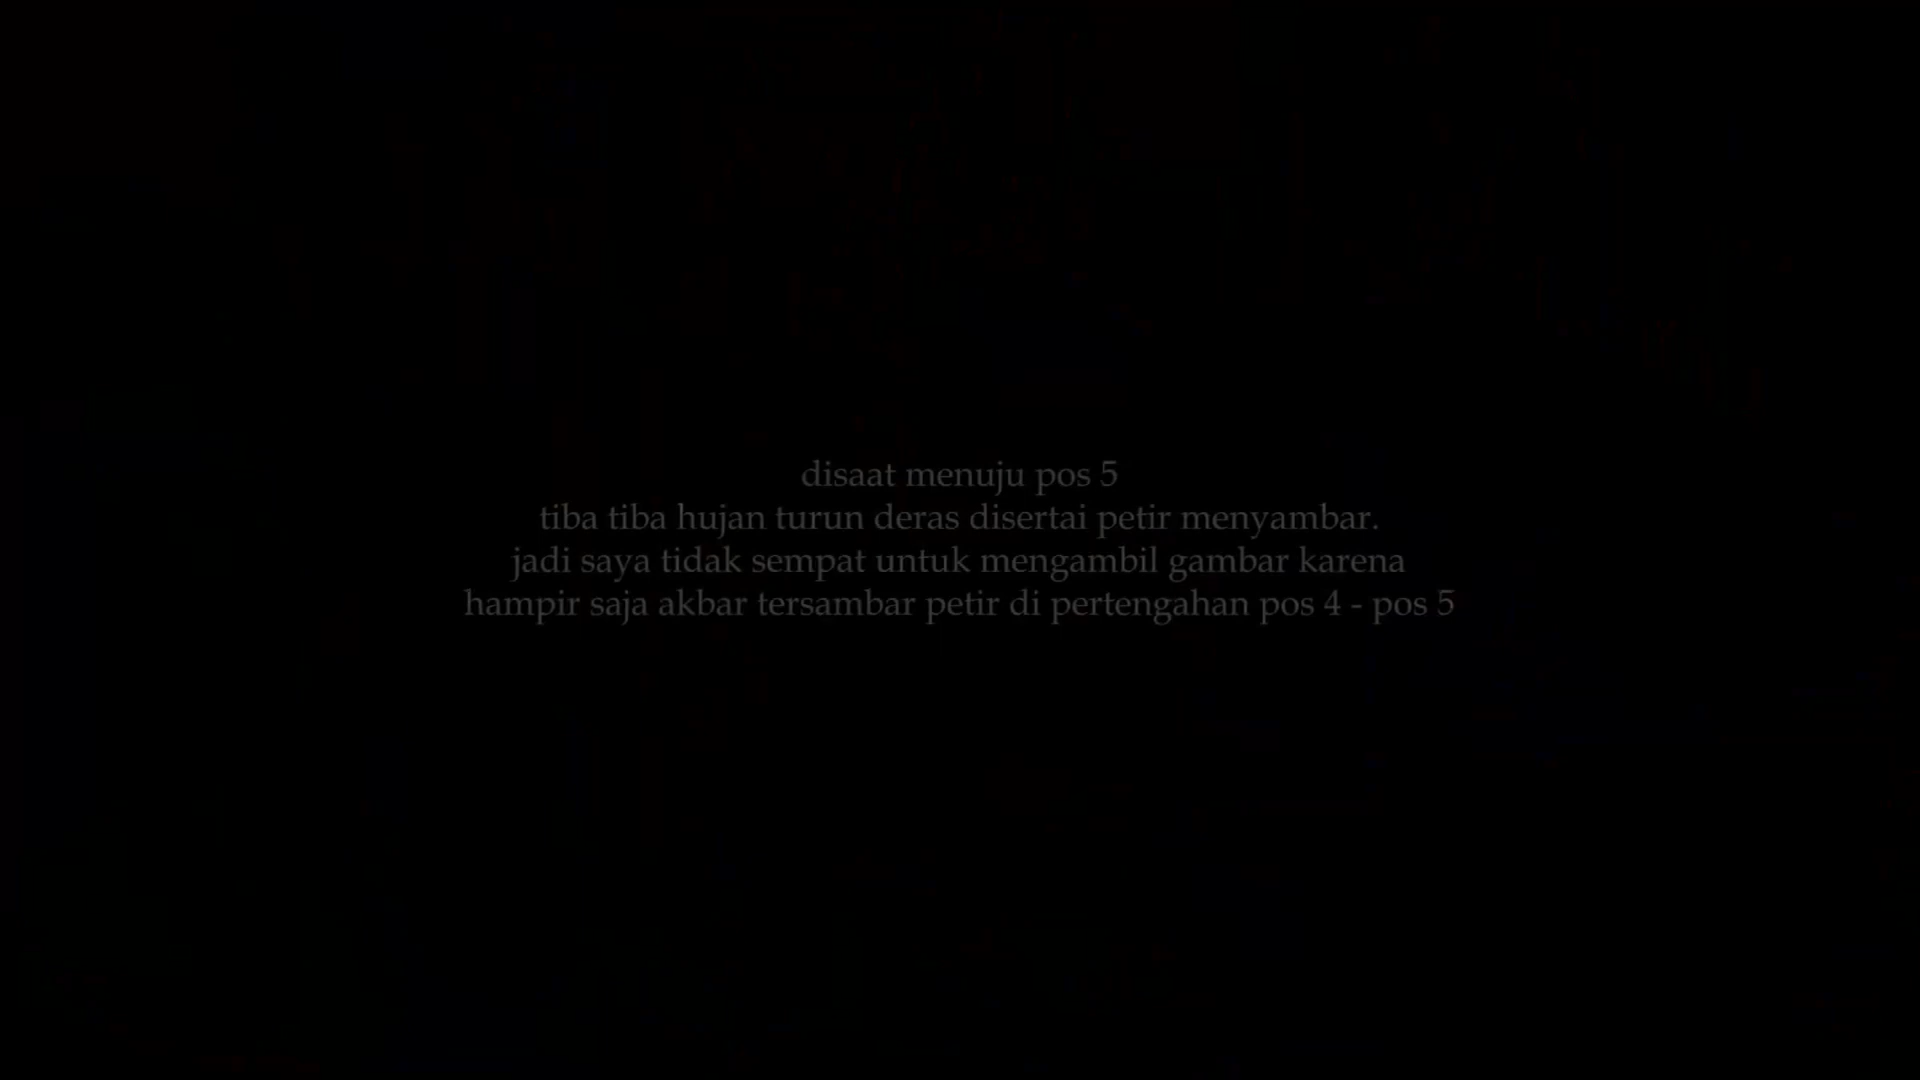 disaat menuju pos 5
tiba tiba hujan turun deras disertai petir menyambar.
jadi saya tidak sempat untuk mengambil gambar karena
hampir saja akbar tersambar petir di pertengahan pos 4 - pos 5